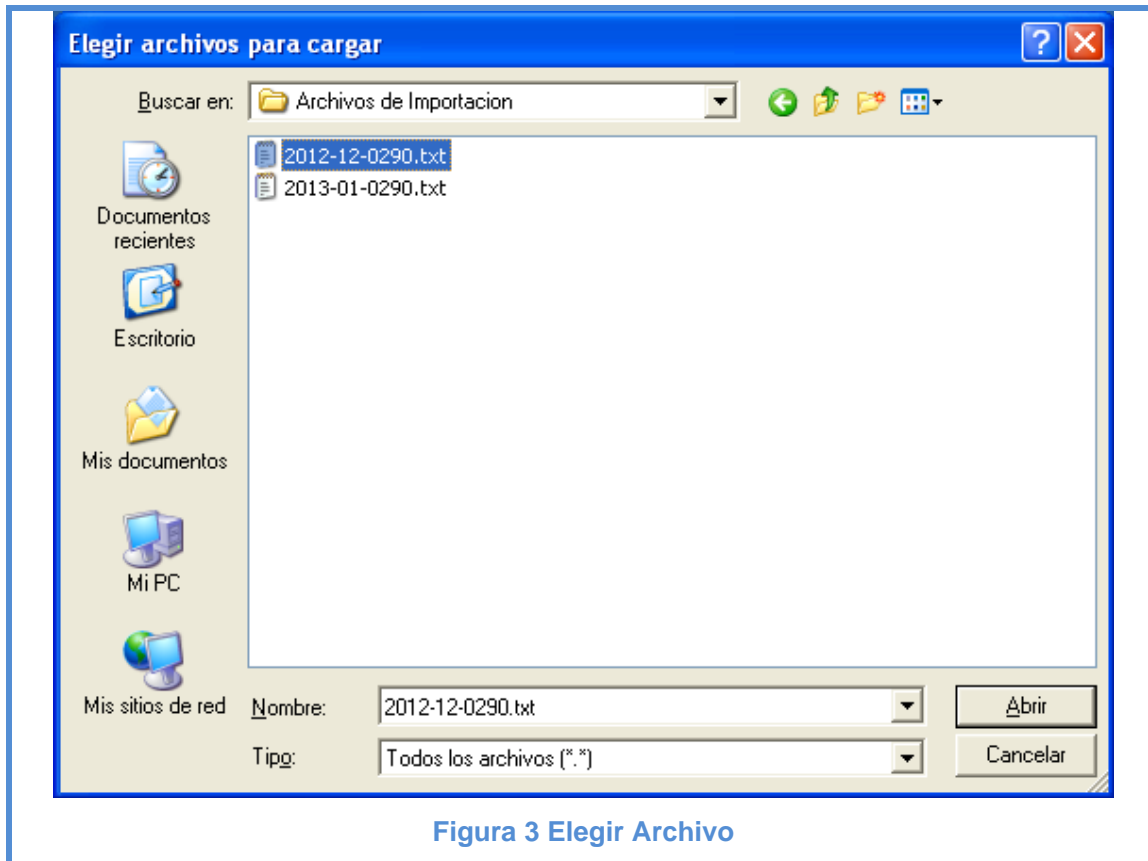 Elegir archivos para cargar
Buscar en:
Archivos de Importacion
2012-12-0290.txt
2013-01-0290.txt
Documentos
recientes
Escritorio
Mis documentos
Mi PC
Mis sitios de red
Nombre:
2012-12-0290.txt
Abrir
Tipo:
Todos los archivos (*.*)
Cancelar
Figura 3 Elegir Archivo